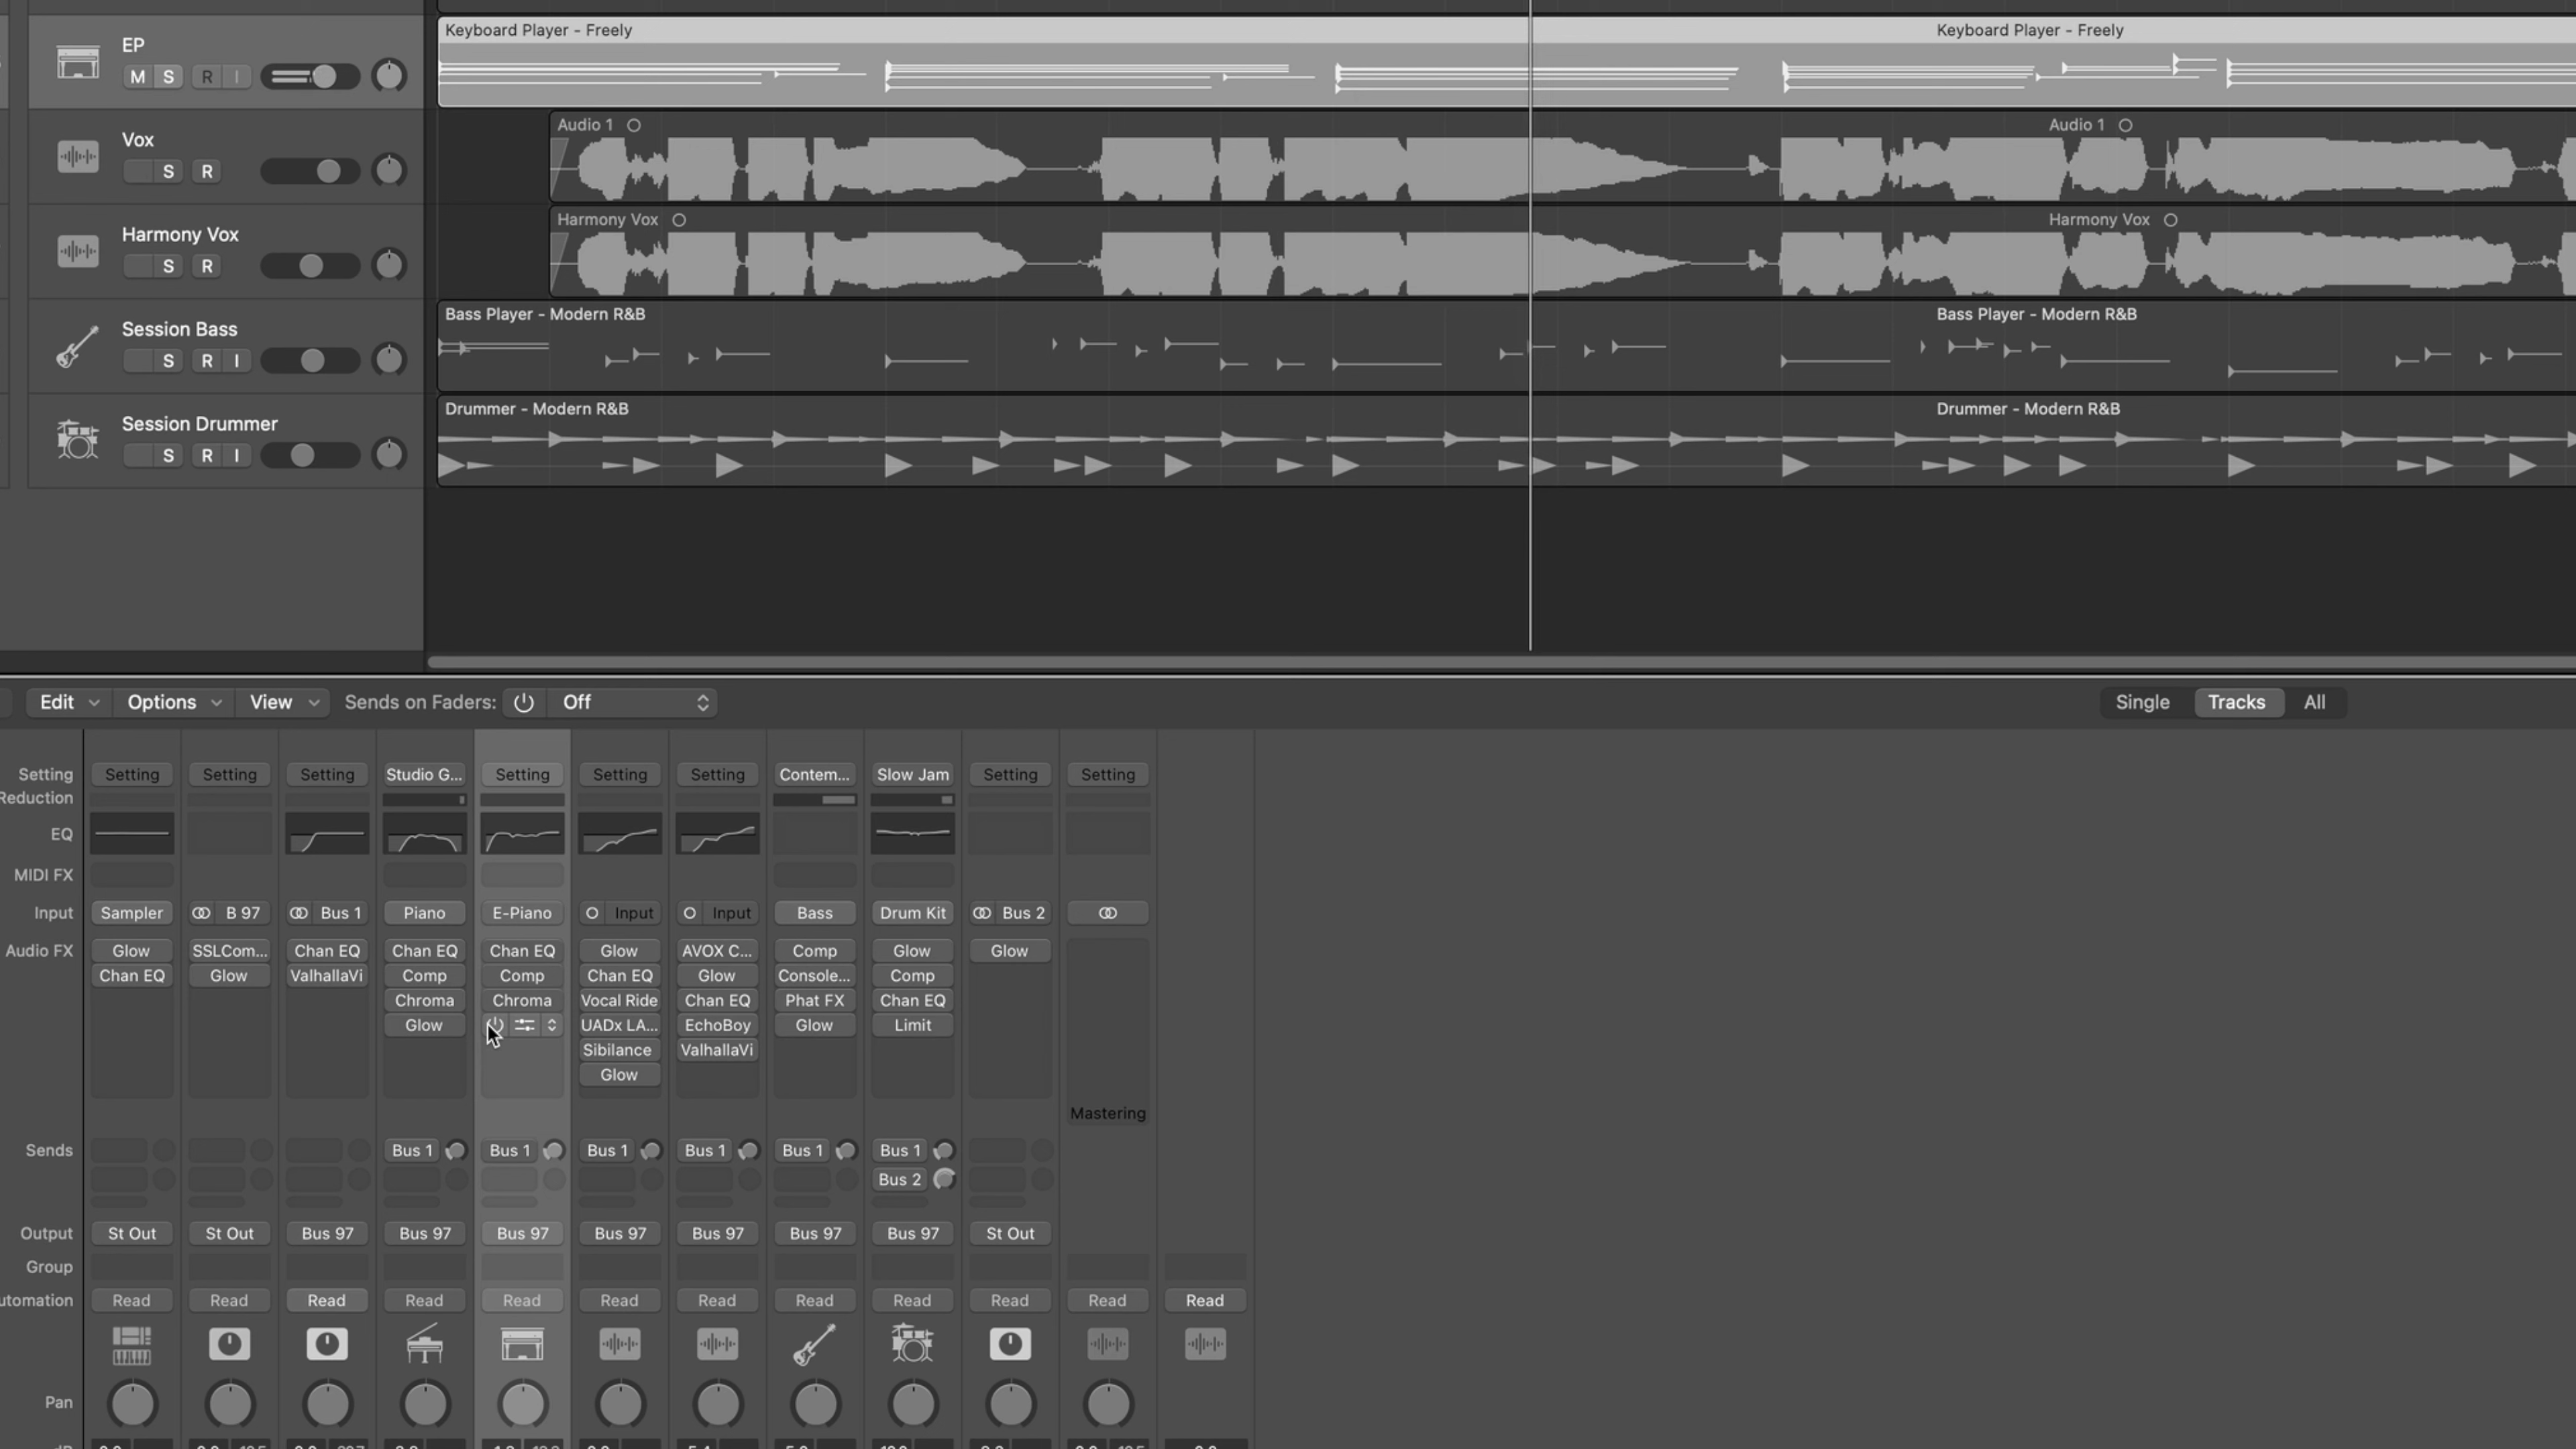 EP
M S R I
Keyboard Player - Freely Keyboard Player - Freely
Vox
S R
Audio 1 Audio 1
Harmony Vox
S R
Harmony Vox Harmony Vox
Session Bass
S R I
Bass Player - Modern R&B Bass Player - Modern R&B
Session Drummer
S R I
Drummer - Modern R&B Drummer - Modern R&B
Edit Options View Sends on Faders: Off Single Tracks All
Setting Setting Setting Setting Studio G... Setting Setting Setting Contem... Slow Jam Setting Setting
Reduction
EQ
MIDI FX
Input Sampler B 97 Bus 1 Piano E-Piano Input Input Bass Drum Kit Bus 2
Audio FX Glow SSLCom... Chan EQ Chan EQ Chan EQ Glow AVOX C... Comp Glow Glow
Chan EQ Glow ValhallaVi Comp Comp Chan EQ Glow Console... Comp
Chroma Chroma Vocal Ride Chan EQ Phat FX Chan EQ
Glow UADx LA... EchoBoy Glow Limit
Sibilance ValhallaVi
Glow
Mastering
Sends Bus 1 Bus 1 Bus 1 Bus 1 Bus 1 Bus 1
Bus 2
Output St Out St Out Bus 97 Bus 97 Bus 97 Bus 97 Bus 97 Bus 97 Bus 97 St Out
Group
utomation Read Read Read Read Read Read Read Read Read Read Read Read
Pan